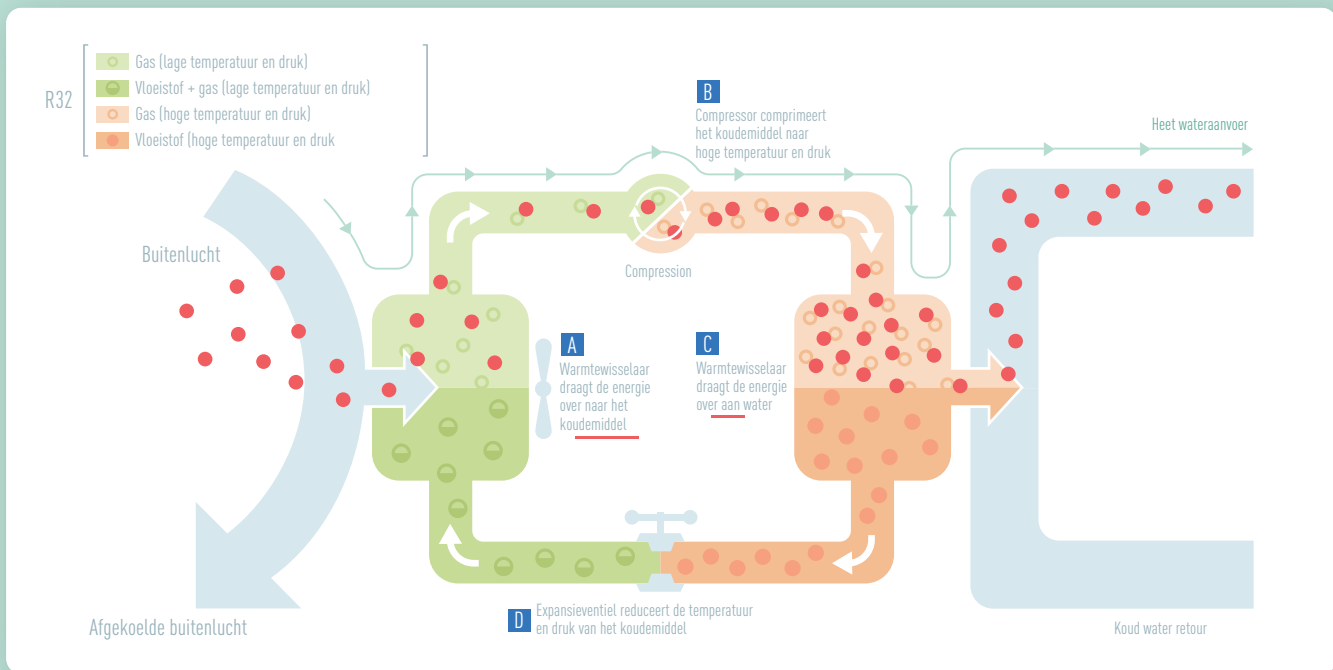 R32
Gas (lage temperatuur en druk)
Vloeistof + gas (lage temperatuur en druk)
Gas (hoge temperatuur en druk)
Vloeistof (hoge temperatuur en druk
B
Compressor comprimeert
het koudemiddel naar
hoge temperatuur en druk
Heet wateraanvoer
Buitenlucht
Compression
A
Warmtewisselaar
draagt de energie
over naar het
koudemiddel
C
Warmtewisselaar
draagt de energie
over aan water
D
Expansieventiel reduceert de temperatuur
en druk van het koudemiddel
Afgekoelde buitenlucht
Koud water retour